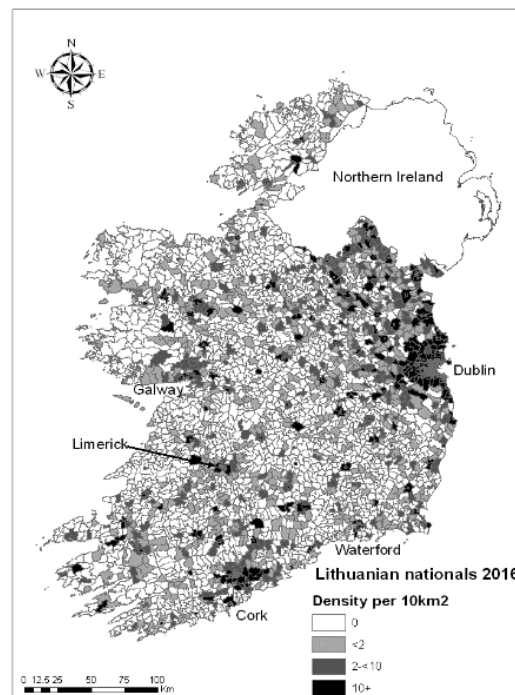 N
W E
S
Northern Ireland
Dublin
Galway
Limerick
Waterford
Cork
Lithuanian nationals 2016
Density per 10km2
0
<2
2-<10
10+
0 12.5 25 50 75 100
Km